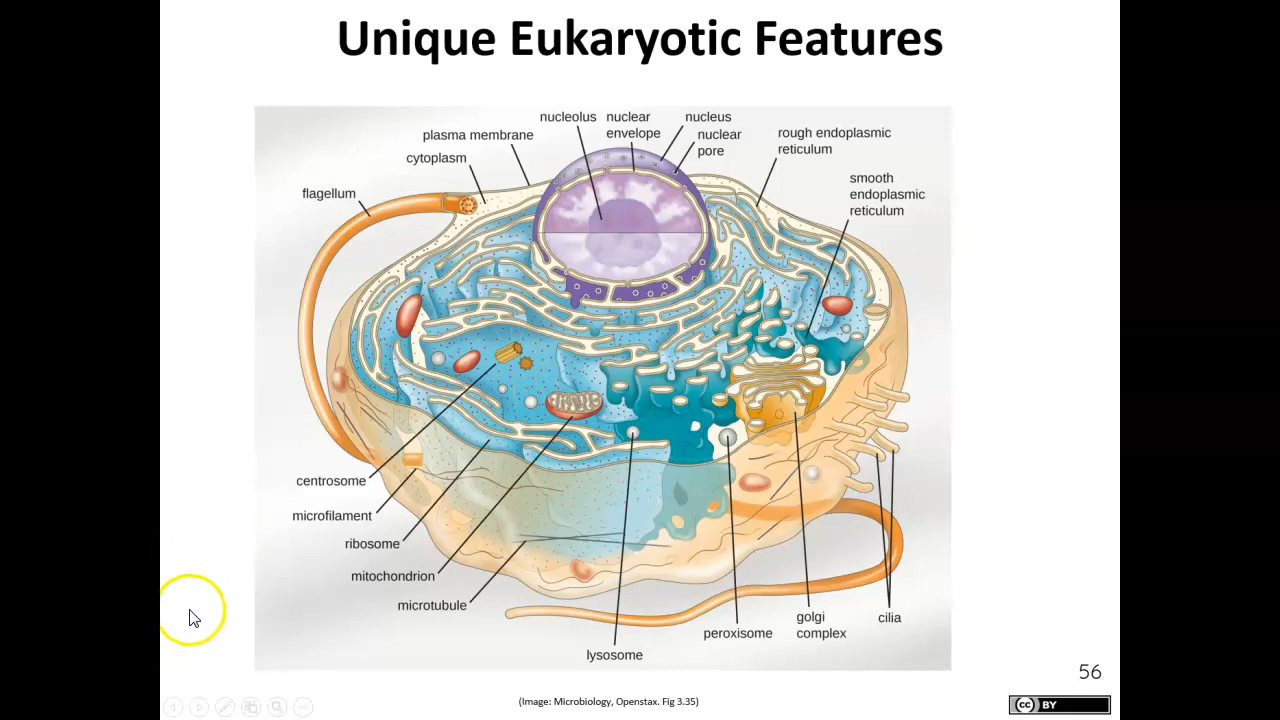 Unique Eukaryotic Features
nucleolus
nuclear
envelope
nucleus
nuclear
pore
plasma membrane
cytoplasm
flagellum
rough endoplasmic
reticulum
smooth
endoplasmic
reticulum
centrosome
microfilament
ribosome
mitochondrion
microtubule
lysosome
peroxisome
golgi
complex
cilia
56
(Image: Microbiology, Openstax. Fig 3.35)
cc BY